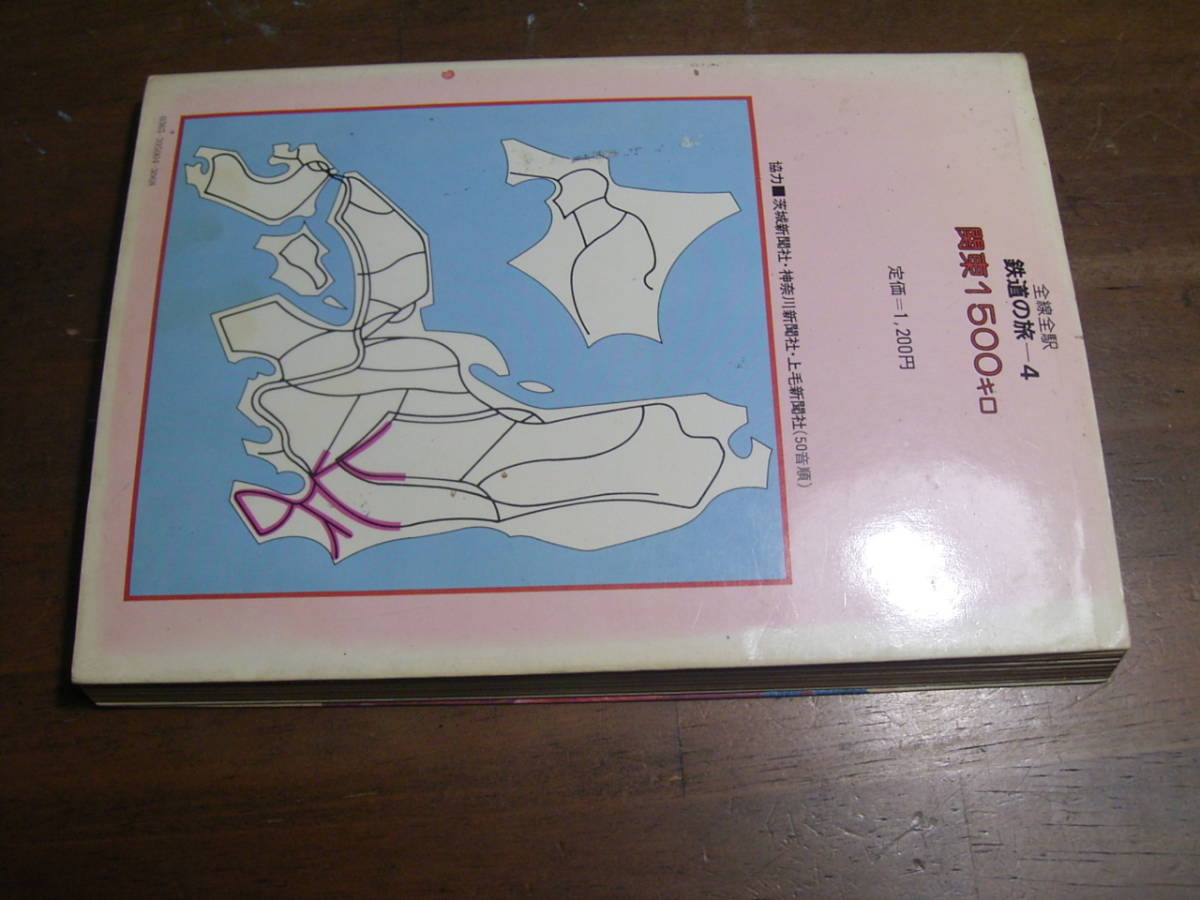 全線全駅
鉄道の旅―4
関東1500キロ
定価=1,200円
協力■茨城新聞社・神奈川新聞社・上毛新聞社(50音順)